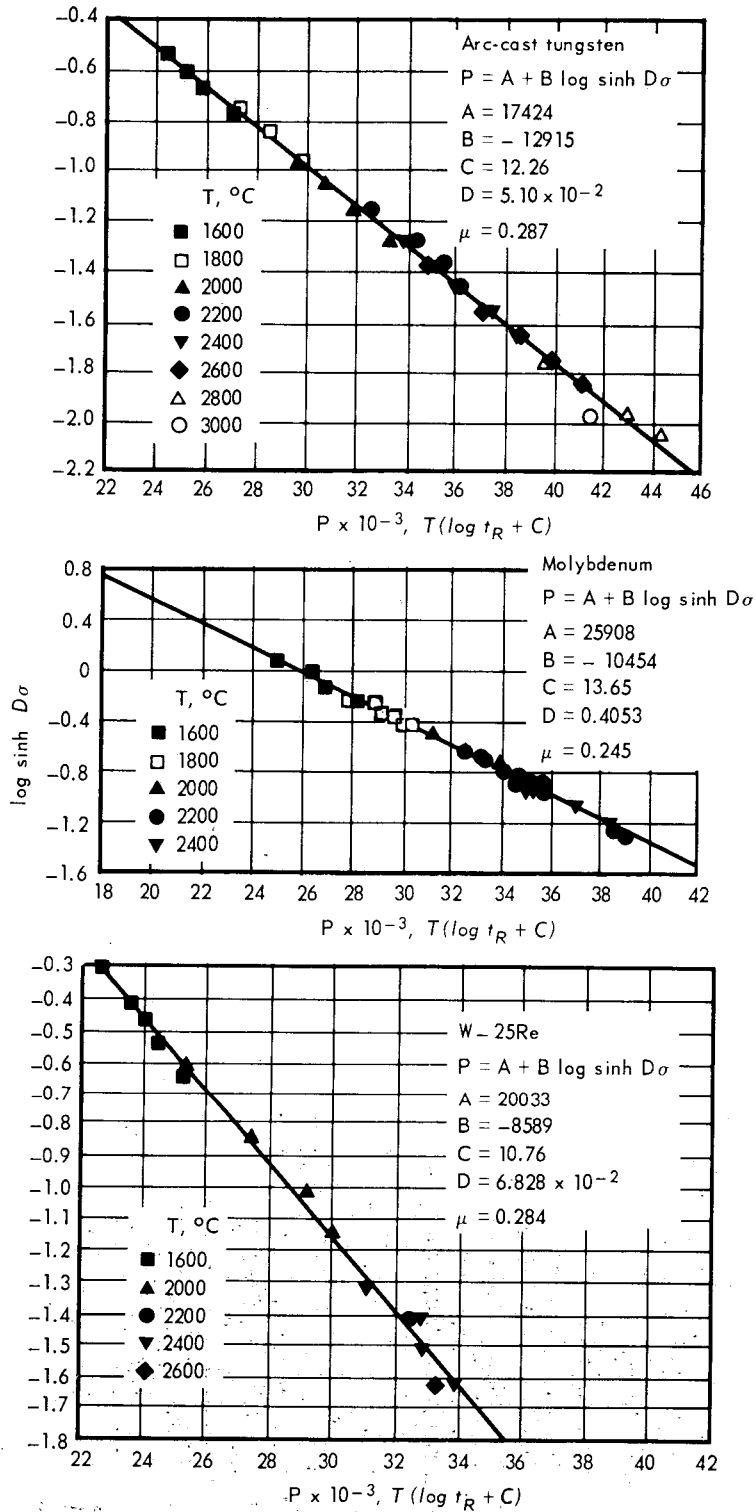 -0.4
-0.6
-0.8
-1.0
-1.2
-1.4
-1.6
-1.8
-2.0
-2.2
Arc-cast tungsten
P = A + B log sinh Dσ
A = 17424
B = - 12915
C = 12.26
D = 5.10 x 10⁻²
μ = 0.287
T, °C
1600
1800
2000
2200
2400
2600
2800
3000
22 24 26 28 30 32 34 36 38 40 42 44 46
P x 10⁻³, T(log t_R + C)
log sinh Dσ
0.8
0.4
0
-0.4
-0.8
-1.2
-1.6
Molybdenum
P = A + B log sinh Dσ
A = 25908
B = - 10454
C = 13.65
D = 0.4053
μ = 0.245
T, °C
1600
1800
2000
2200
2400
18 20 22 24 26 28 30 32 34 36 38 40 42
P x 10⁻³, T(log t_R + C)
-0.3
-0.4
-0.5
-0.6
-0.7
-0.8
-0.9
-1.0
-1.1
-1.2
-1.3
-1.4
-1.5
-1.6
-1.7
-1.8
W-25Re
P = A + B log sinh Dσ
A = 20033
B = -8589
C = 10.76
D = 6.828 x 10⁻²
μ = 0.284
T, °C
1600
2000
2200
2400
2600
22 24 26 28 30 32 34 36 38 40 42
P x 10⁻³, T(log t_R + C)